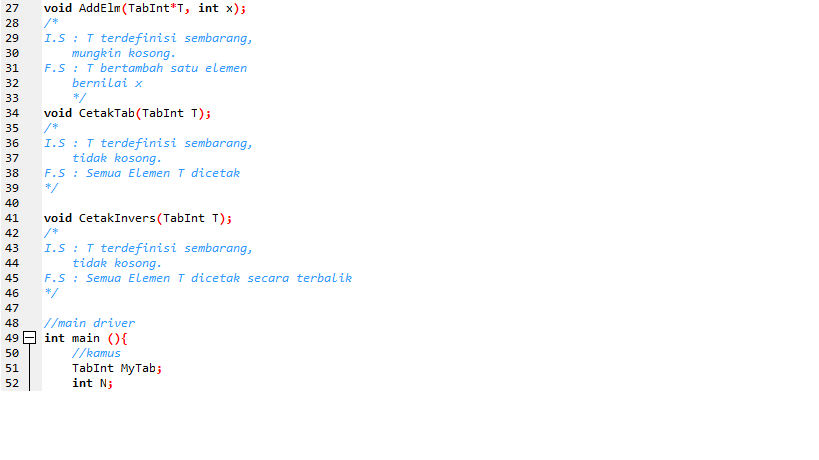 27 void AddElm(TabInt*T, int x);
28 /*
29 I.S : T terdefinisi sembarang,
30 mungkin kosong.
31 F.S : T bertambah satu elemen
32 bernilai x
33 */
34 void CetakTab(TabInt T);
35 /*
36 I.S : T terdefinisi sembarang,
37 tidak kosong.
38 F.S : Semua Elemen T dicetak
39 */
40
41 void CetakInvers(TabInt T);
42 /*
43 I.S : T terdefinisi sembarang,
44 tidak kosong.
45 F.S : Semua Elemen T dicetak secara terbalik
46 */
47
48 //main driver
49 int main (){
50 //kamus
51 TabInt MyTab;
52 int N;